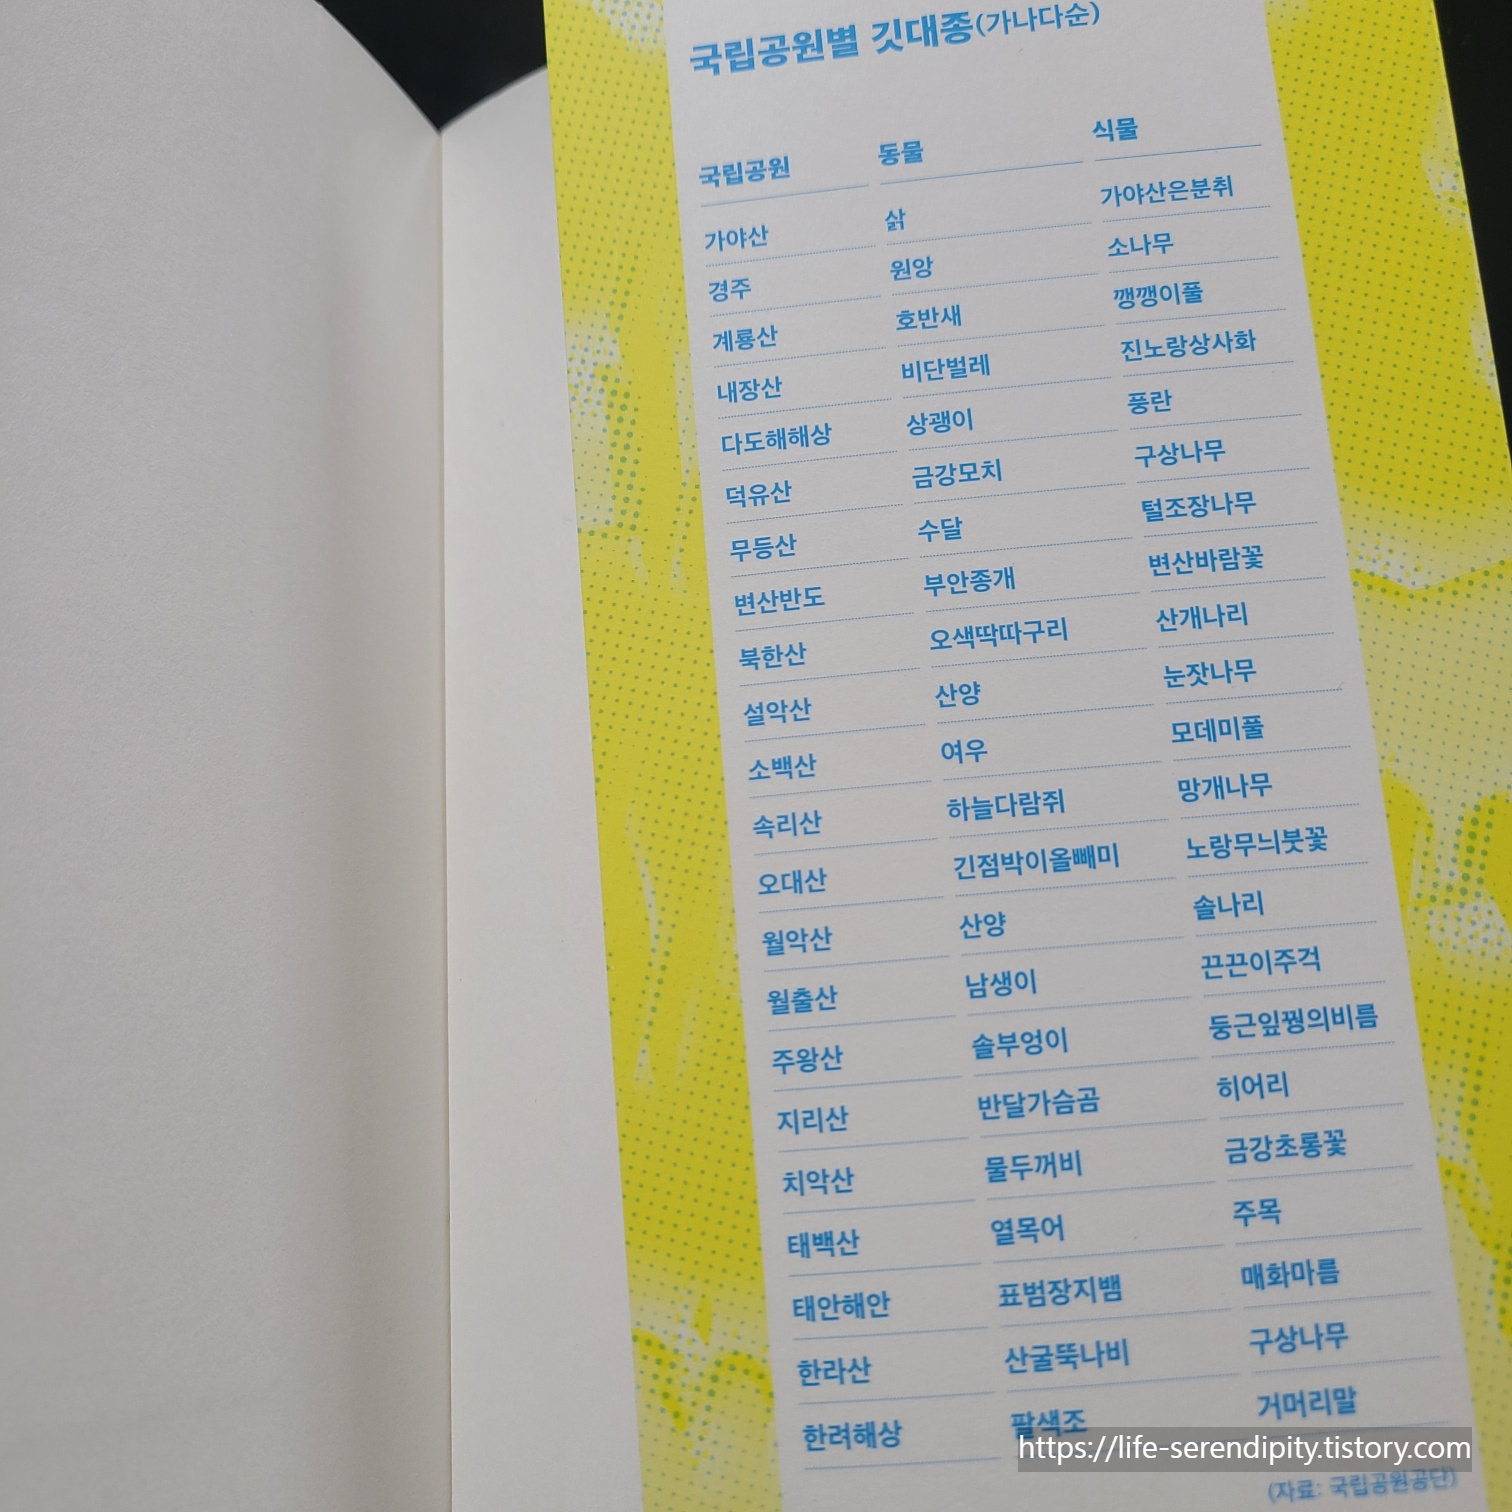 국립공원별 깃대종(가나다순)
국립공원 동물 식물
가야산 삵 가야산은분취
경주 원앙 소나무
계룡산 호반새 깽깽이풀
내장산 비단벌레 진노랑상사화
다도해해상 상괭이 풍란
덕유산 금강모치 구상나무
무등산 수달 털조장나무
변산반도 부안종개 변산바람꽃
북한산 오색딱따구리 산개나리
설악산 산양 눈잣나무
소백산 여우 모데미풀
속리산 하늘다람쥐 망개나무
오대산 긴점박이올빼미 노랑무늬붓꽃
월악산 산양 솔나리
월출산 남생이 끈끈이주걱
주왕산 솔부엉이 둥근잎꿩의비름
지리산 반달가슴곰 히어리
치악산 물두꺼비 금강초롱꽃
태백산 열목어 주목
태안해안 표범장지뱀 매화마름
한라산 산굴뚝나비 구상나무
한려해상 팔색조 거머리말
https://life-serendipity.tistory.com
(자료: 국립공원공단)